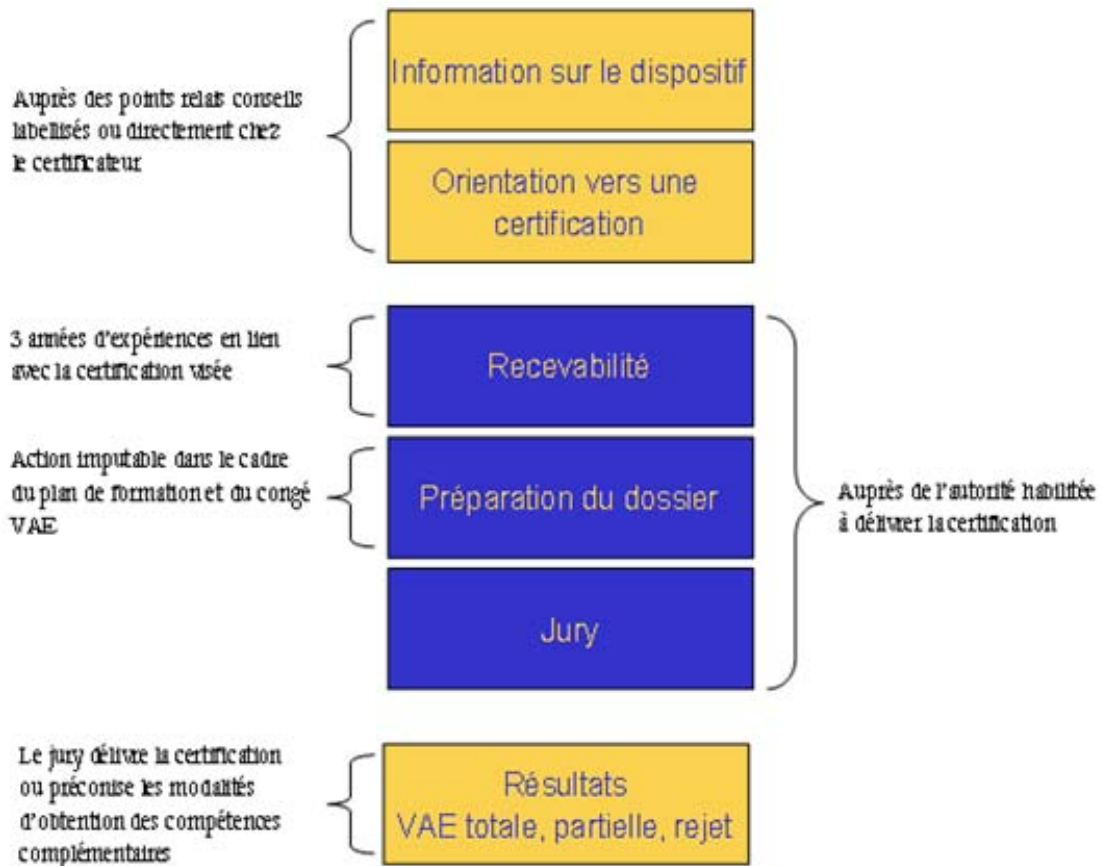 Information sur le dispositif
Auprès des points relais conseils
labellisés ou directement chez
le certificateur
Orientation vers une
certification
3 années d'expériences en lien
avec la certification visée
Recevabilité
Action imputable dans le cadre
du plan de formation et du congé
VAE
Préparation du dossier
Auprès de l'autorité habilitée
à délivrer la certification
Jury
Le jury délivre la certification
ou préconise les modalités
d'obtention des compétences
complémentaires
Résultats
VAE totale, partielle, rejet